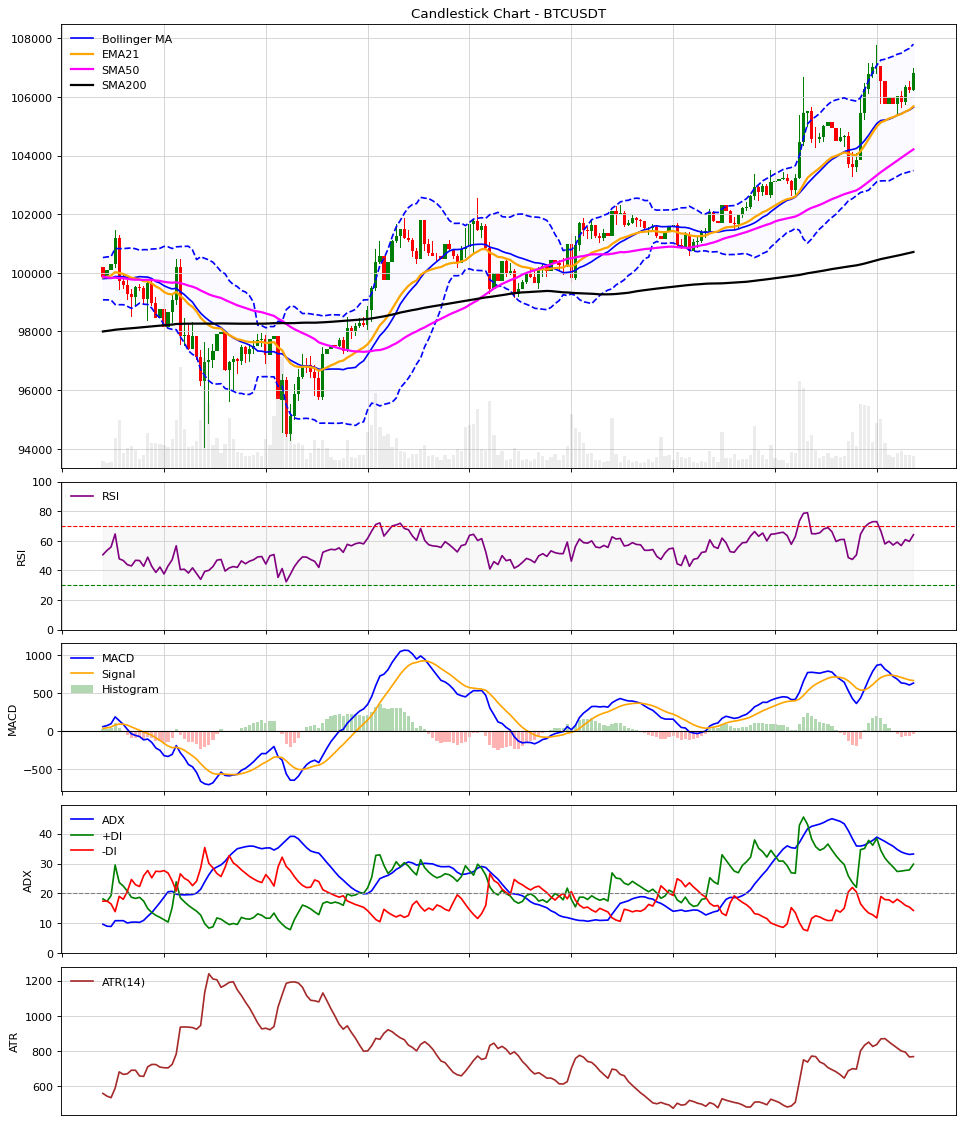 Candlestick Chart - BTCUSDT
108000
106000
104000
102000
100000
98000
96000
94000
Bollinger MA
EMA21
SMA50
SMA200
100
80
60
40
20
0
RSI
RSI
1000
500
0
−500
MACD
MACD
Signal
Histogram
40
30
20
10
0
ADX
ADX
+DI
-DI
1200
1000
800
600
ATR
ATR(14)